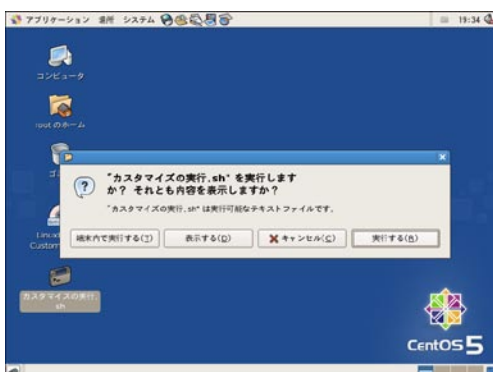 アプリケーション 場所 システム
19:34
コンピュータ
root のホーム
"カスタマイズの実行.sh" を実行します
か? それとも内容を表示しますか?
"カスタマイズの実行.sh" は実行可能なテキストファイルです。
端末内で実行する(T)
表示する(D)
キャンセル(C)
実行する(R)
Custom
カスタマイズの実行.
sh
CentOS 5